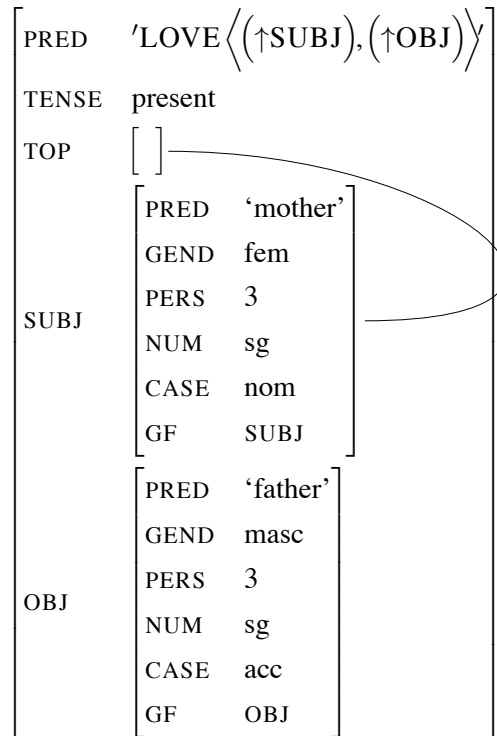 PRED 'LOVE⟨(↑SUBJ),(↑OBJ)⟩'
TENSE present
TOP [ ]
PRED ‘mother’
GEND fem
PERS 3
SUBJ
NUM sg
CASE nom
GF SUBJ
PRED ‘father’
GEND masc
PERS 3
OBJ
NUM sg
CASE acc
GF OBJ